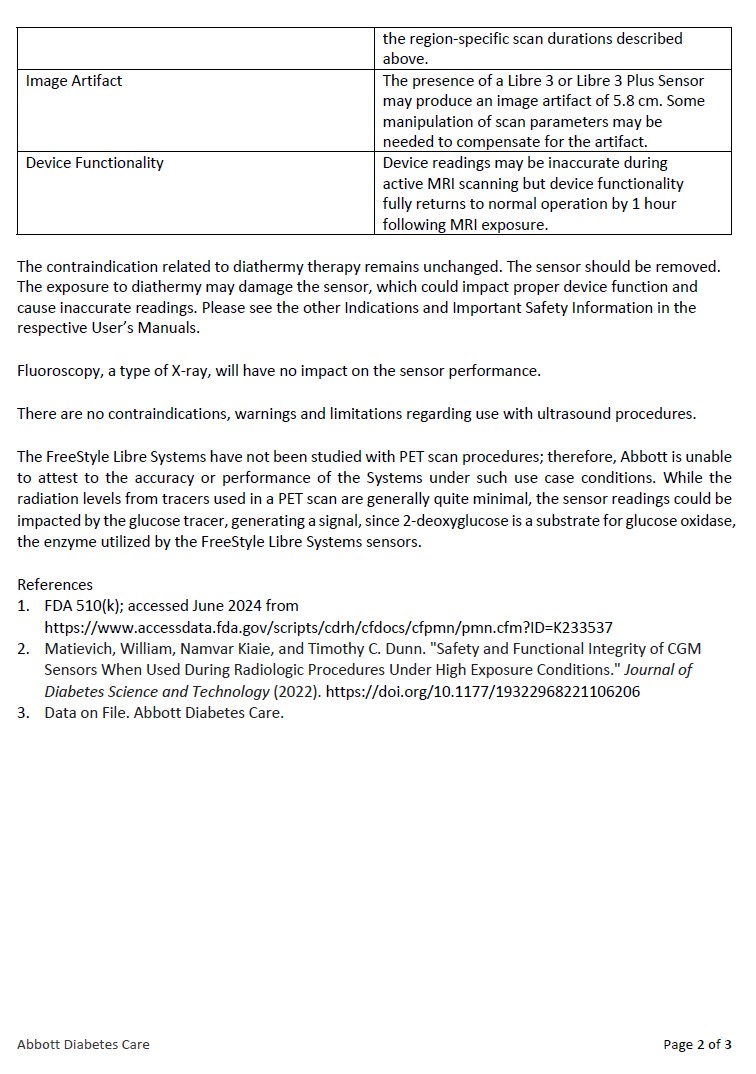 the region-specific scan durations described
above.
Image Artifact
The presence of a Libre 3 or Libre 3 Plus Sensor
may produce an image artifact of 5.8 cm. Some
manipulation of scan parameters may be
needed to compensate for the artifact.
Device Functionality
Device readings may be inaccurate during
active MRI scanning but device functionality
fully returns to normal operation by 1 hour
following MRI exposure.
The contraindication related to diathermy therapy remains unchanged. The sensor should be removed.
The exposure to diathermy may damage the sensor, which could impact proper device function and
cause inaccurate readings. Please see the other Indications and Important Safety Information in the
respective User’s Manuals.
Fluoroscopy, a type of X-ray, will have no impact on the sensor performance.
There are no contraindications, warnings and limitations regarding use with ultrasound procedures.
The FreeStyle Libre Systems have not been studied with PET scan procedures; therefore, Abbott is unable
to attest to the accuracy or performance of the Systems under such use case conditions. While the
radiation levels from tracers used in a PET scan are generally quite minimal, the sensor readings could be
impacted by the glucose tracer, generating a signal, since 2-deoxyglucose is a substrate for glucose oxidase,
the enzyme utilized by the FreeStyle Libre Systems sensors.
References
1. FDA 510(k); accessed June 2024 from
https://www.accessdata.fda.gov/scripts/cdrh/cfdocs/cfpmn/pmn.cfm?ID=K233537
2. Matievich, William, Namvar Kiaie, and Timothy C. Dunn. "Safety and Functional Integrity of CGM
Sensors When Used During Radiologic Procedures Under High Exposure Conditions." Journal of
Diabetes Science and Technology (2022). https://doi.org/10.1177/19322968221106206
3. Data on File. Abbott Diabetes Care.
Abbott Diabetes Care
Page 2 of 3